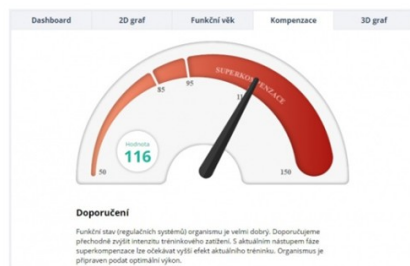 Dashboard 2D graf Funkční věk Kompenzace 3D graf
SUPERKOMPENZACE
85 95
Hodnota
116
50 150
Doporučení
Funkční stav (regulačních systémů) organismu je velmi dobrý. Doporučujeme
přechodně zvýšit intenzitu tréninkového zatížení. S aktuálním nástupem fáze
superkompenzace lze očekávat vyšší efekt aktuálního tréninku. Organismus je
připraven podat optimální výkon.